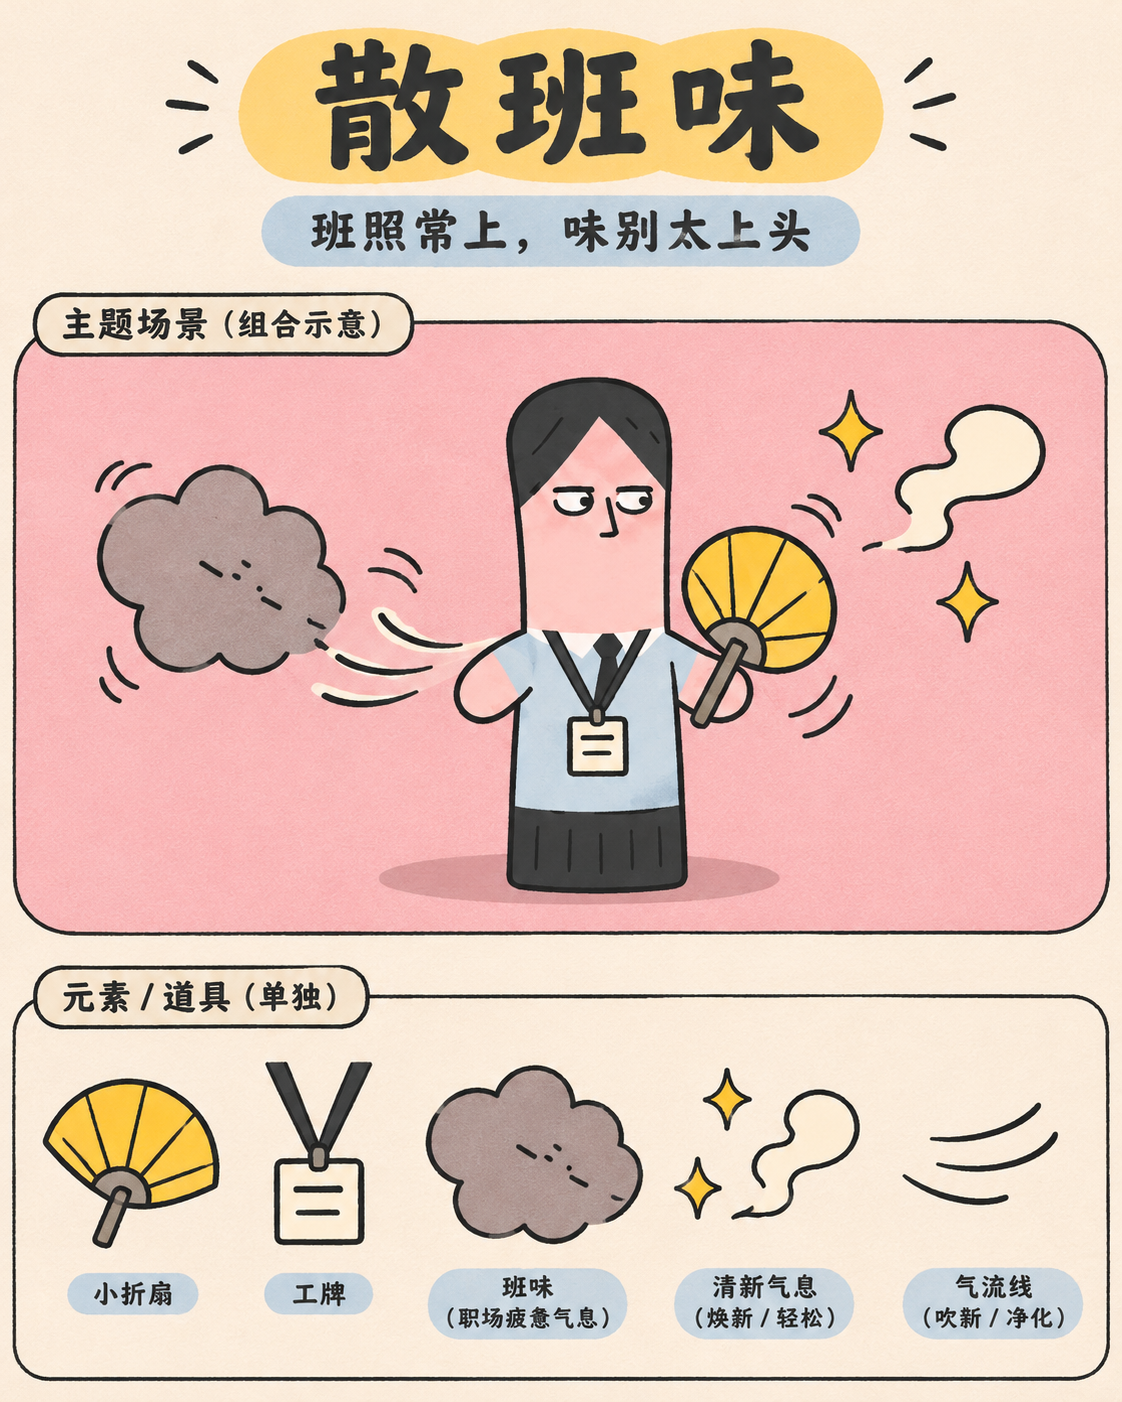 散班味
班照常上，味别太上头
主题场景（组合示意）
元素 / 道具（单独）
小折扇
工牌
班味
（职场疲惫气息）
清新气息
（焕新 / 轻松）
气流线
（吹新 / 净化）